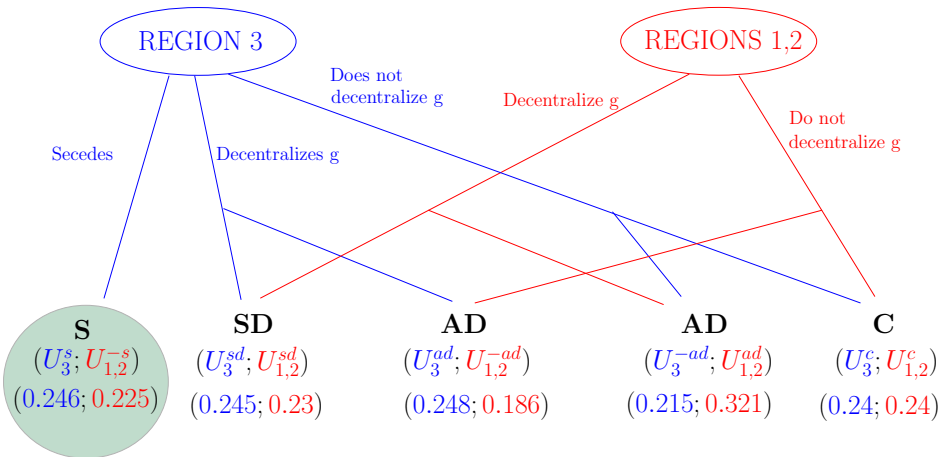 REGION 3
REGIONS 1,2
Does not
decentralize g
Decentralize g
Do not
decentralize g
Secedes
Decentralizes g
S
(U_3^s; U_{1,2}^{-s})
(0.246; 0.225)
SD
(U_3^{sd}; U_{1,2}^{sd})
(0.245; 0.23)
AD
(U_3^{ad}; U_{1,2}^{-ad})
(0.248; 0.186)
AD
(U_3^{-ad}; U_{1,2}^{ad})
(0.215; 0.321)
C
(U_3^c; U_{1,2}^c)
(0.24; 0.24)